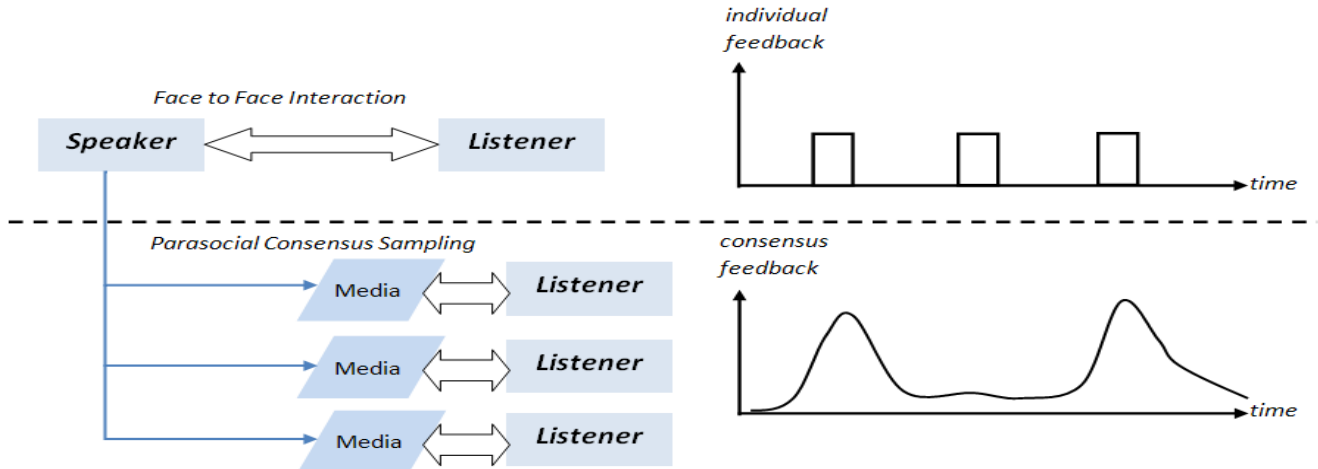 individual
feedback
Face to Face Interaction
Speaker
Listener
time
Parasocial Consensus Sampling
consensus
feedback
Media
Listener
Media
Listener
Media
Listener
time